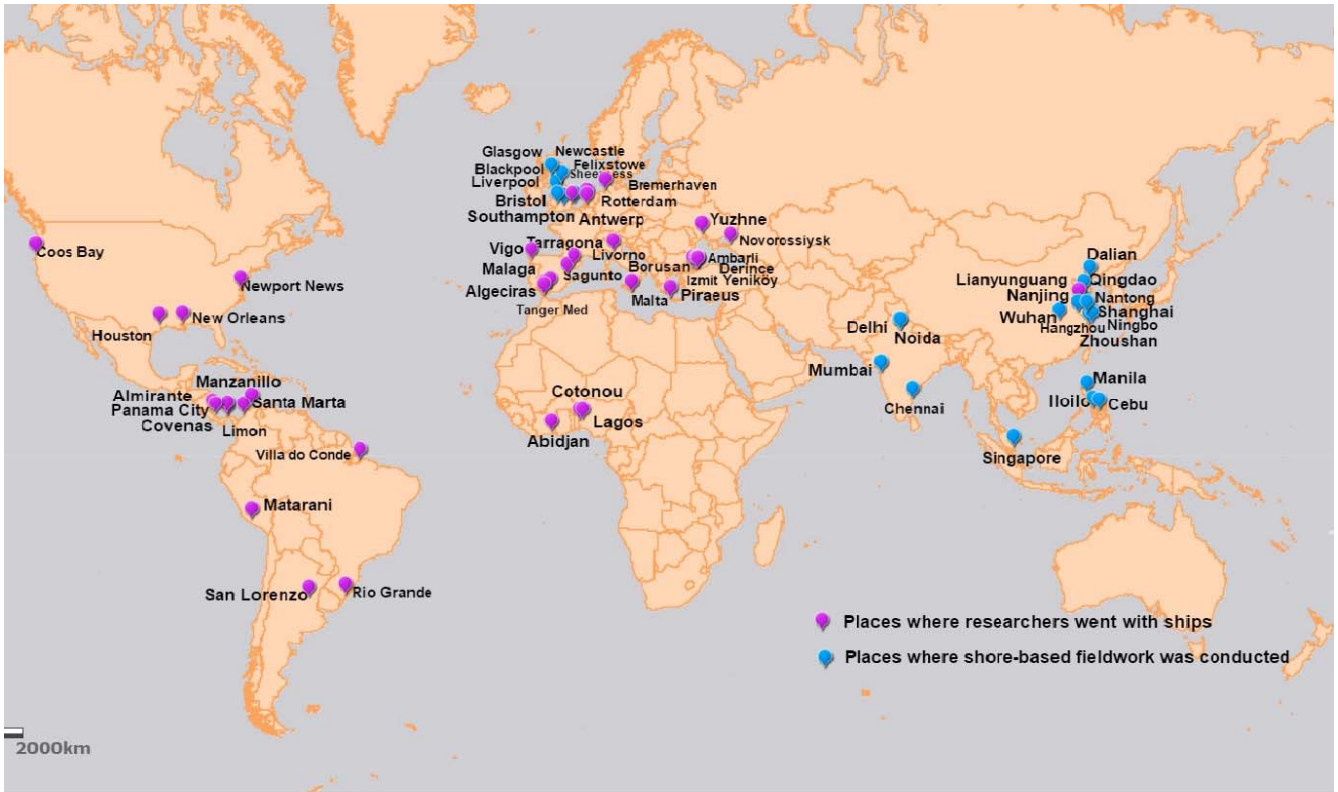 Glasgow
Newcastle
Blackpool
Felixstowe
Liverpool
Sheerness
Bremerhaven
Bristol
Rotterdam
Southampton
Antwerp
Yuzhne
Novorossiysk
Vigo
Tarragona
Livorno
Ambarli
Malaga
Sagunto
Borusan
Derince
Izmit Yeniköy
Algeciras
Malta
Piraeus
Tanger Med
Coos Bay
Newport News
Houston
New Orleans
Manzanillo
Almirante
Panama City
Santa Marta
Covenas
Limon
Villa do Conde
Matarani
San Lorenzo
Rio Grande
Cotonou
Lagos
Abidjan
Dalian
Lianyunguang
Qingdao
Nanjing
Nantong
Wuhan
Shanghai
Hangzhou
Ningbo
Zhoushan
Delhi
Noida
Mumbai
Chennai
Manila
Iloilo
Cebu
Singapore
Places where researchers went with ships
Places where shore-based fieldwork was conducted
2000km